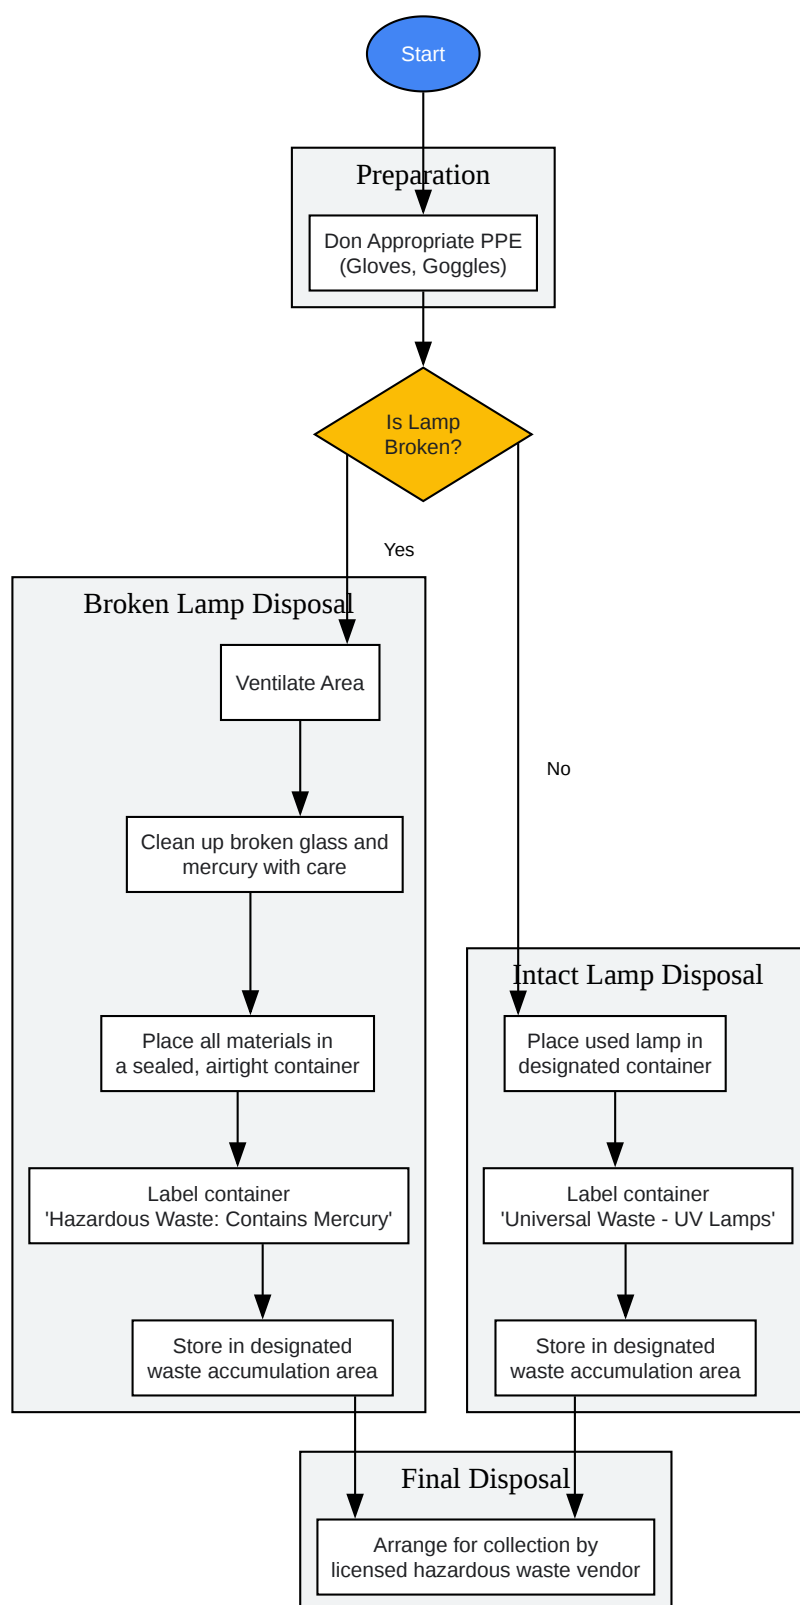 Start
Preparation
Don Appropriate PPE
(Gloves, Goggles)
Is Lamp
Broken?
Yes
Broken Lamp Disposal
Ventilate Area
No
Clean up broken glass and
mercury with care
Place all materials in
a sealed, airtight container
Label container
'Hazardous Waste: Contains Mercury'
Store in designated
waste accumulation area
Intact Lamp Disposal
Place used lamp in
designated container
Label container
'Universal Waste - UV Lamps'
Store in designated
waste accumulation area
Final Disposal
Arrange for collection by
licensed hazardous waste vendor